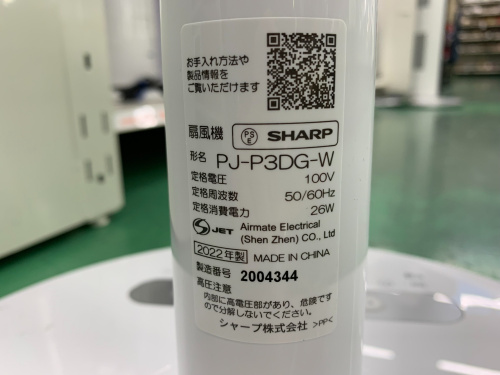 お手入れ方法や
製品情報を
ご覧いただけます
扇風機 PSE SHARP
形名 PJ-P3DG-W
定格電圧 100V
定格周波数 50/60Hz
定格消費電力 26W
S JET Airmate Electrical
(Shen Zhen) CO., Ltd
2022年製 MADE IN CHINA
製造番号 2004344
高圧注意
内部に高電圧部があり、危険です
ので分解しないでください。
シャープ株式会社 >PP<